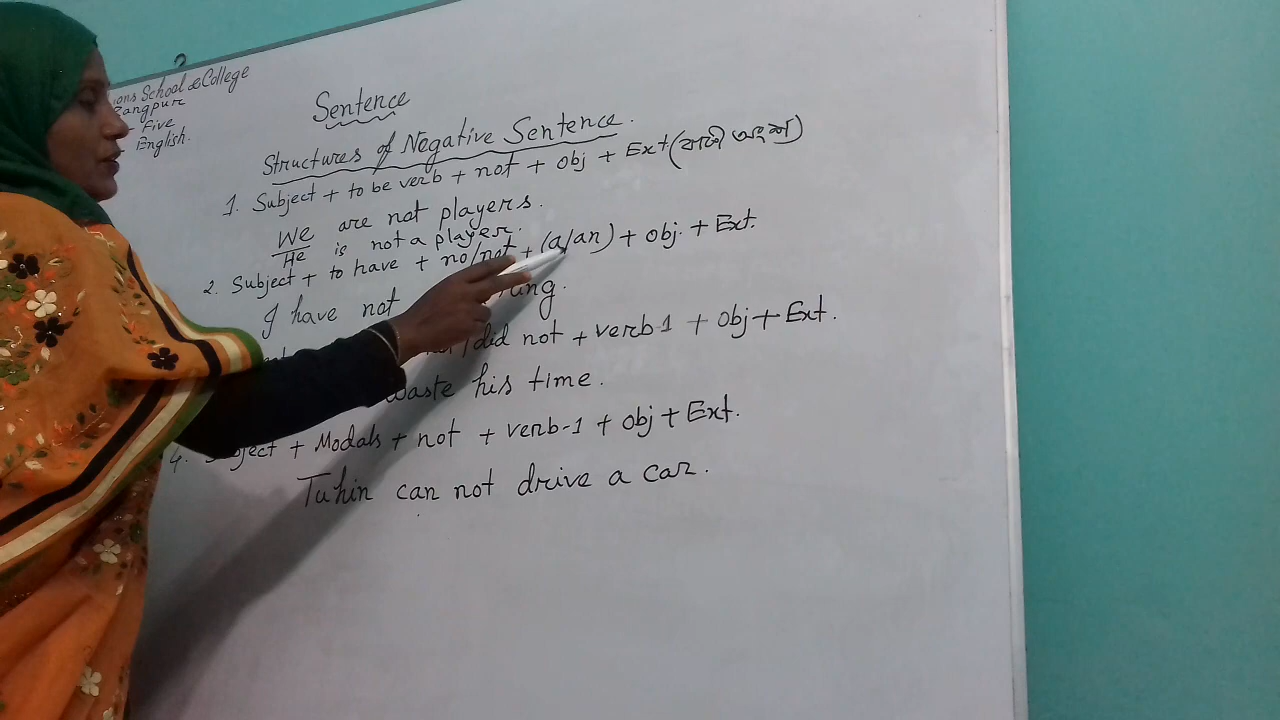 School & College
Rangpur
Five
English.
Sentence
Structures of Negative Sentence.
1. Subject + to be verb + not + obj + Ext (বাকী অংশ)
We are not players.
He is not a player.
2. Subject + to have + no/not + (a/an) + obj. + Ext.
I have not
did not + verb-1 + obj + Ext.
waste his time.
4. Subject + Modals + not + verb-1 + obj + Ext.
Tuhin can not drive a car.